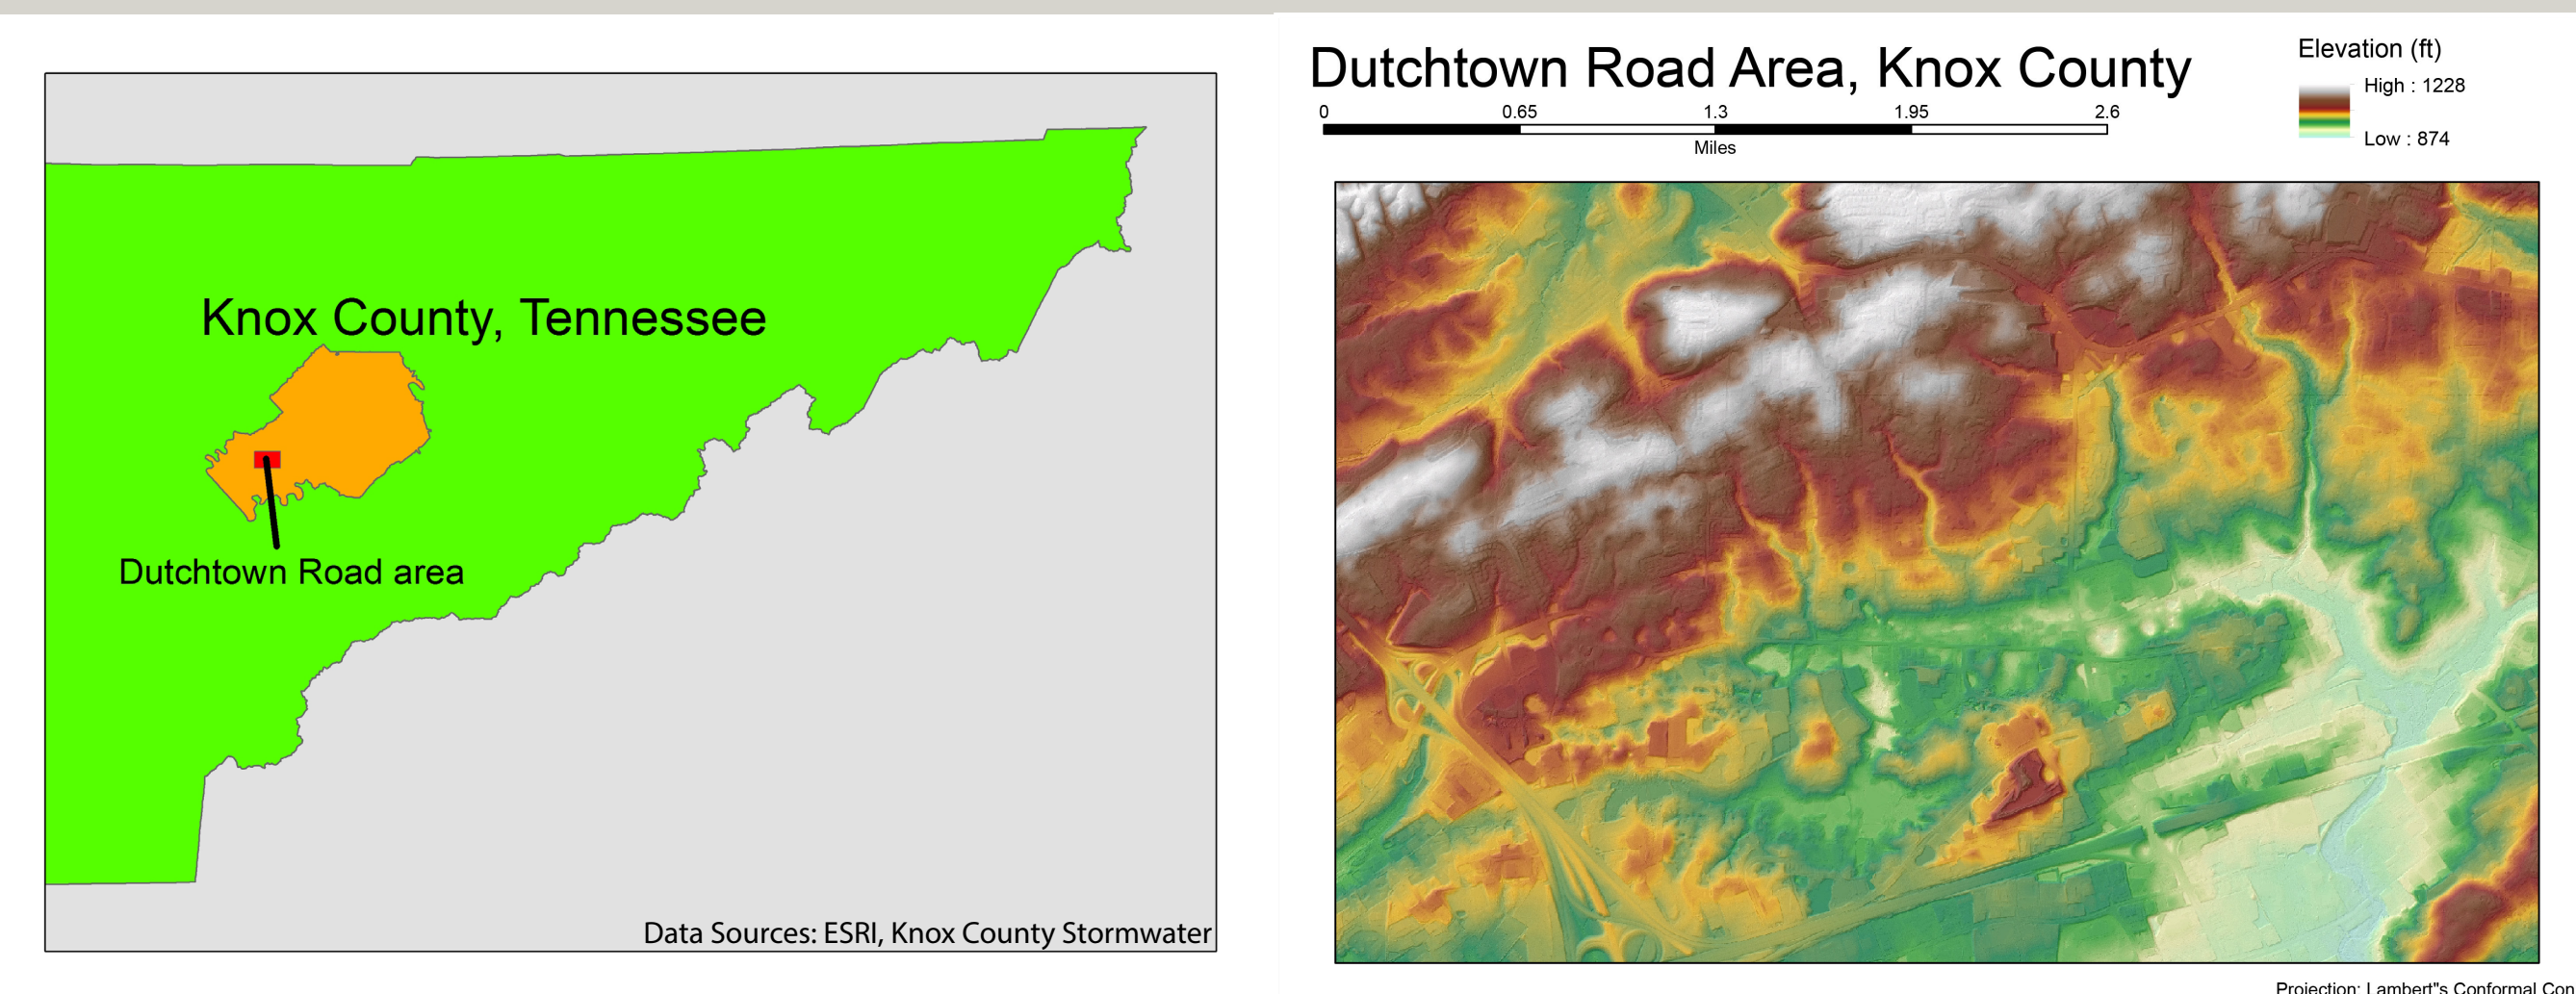 Knox County, Tennessee
Dutchtown Road area
Data Sources: ESRI, Knox County Stormwater
Dutchtown Road Area, Knox County
0 0.65 1.3 1.95 2.6
Miles
Elevation (ft)
High : 1228
Low : 874
Projection: Lambert"s Conformal Con